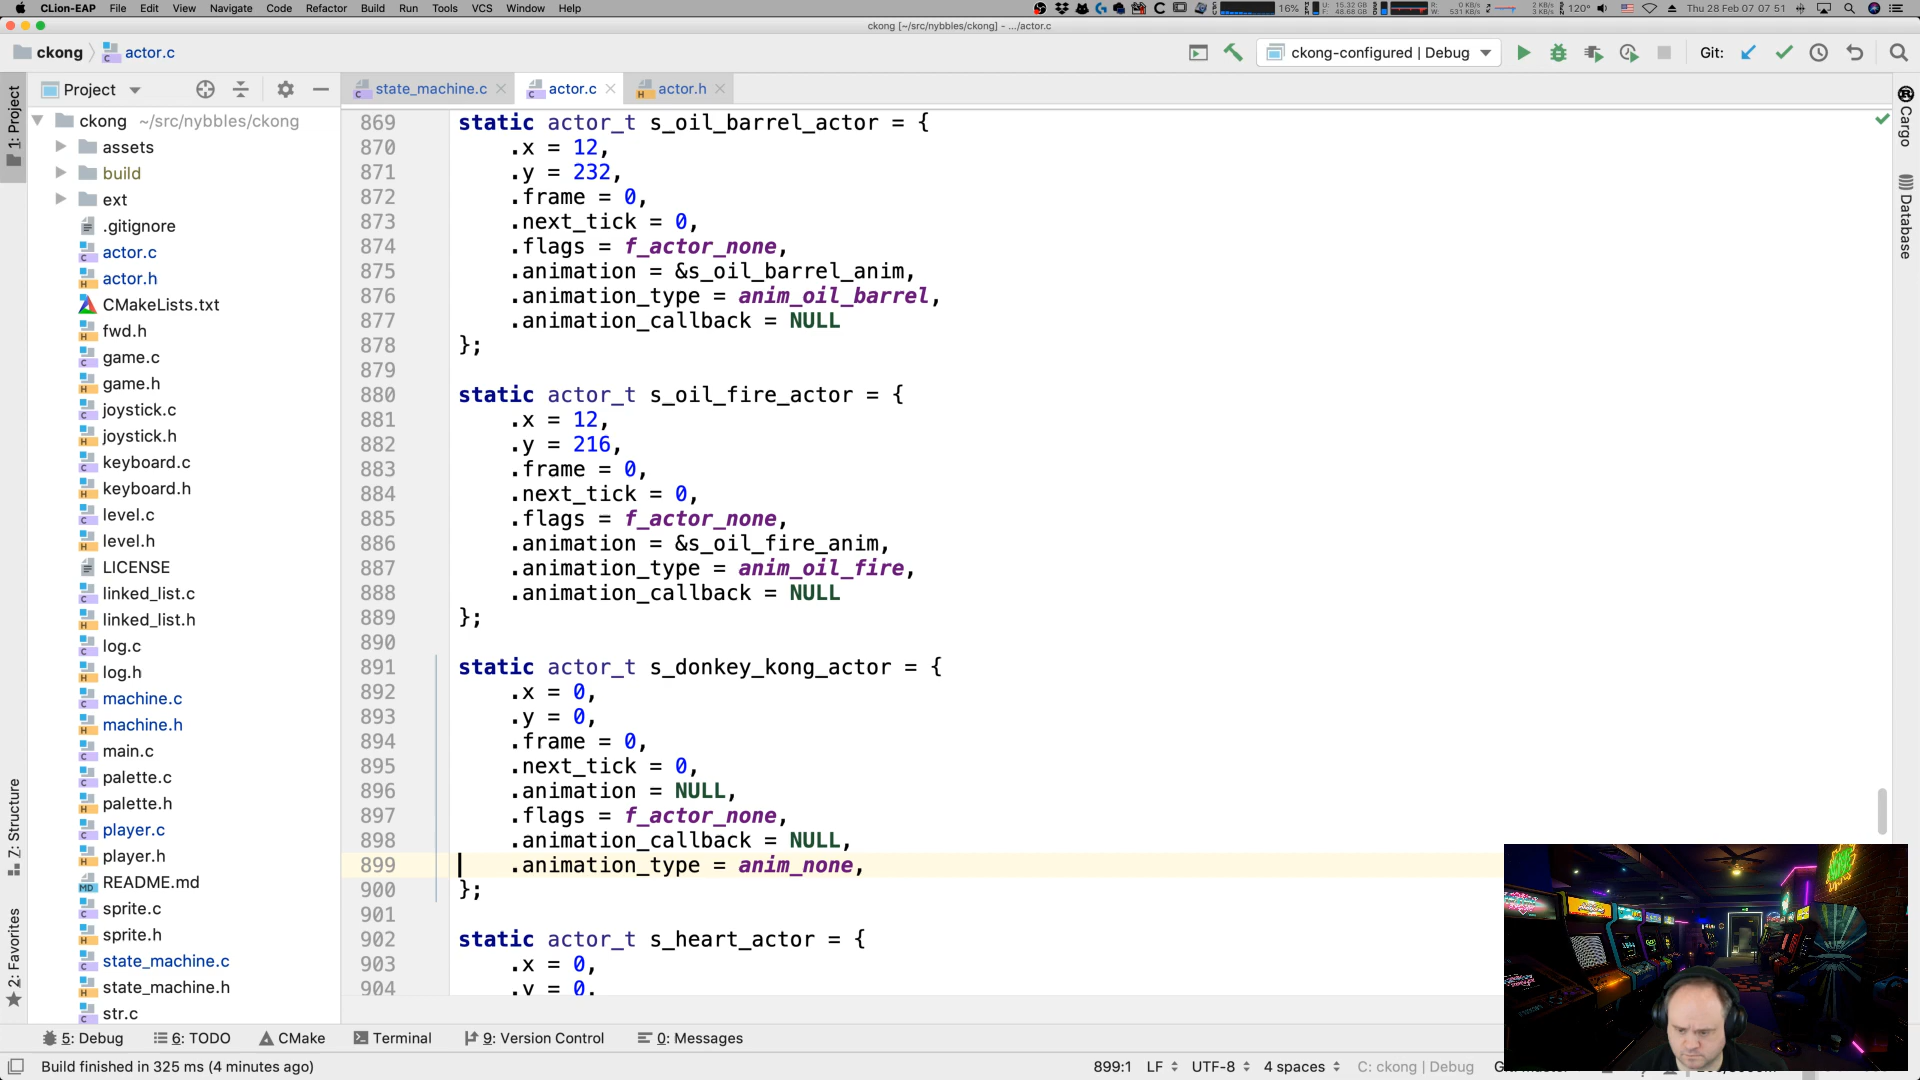 CLion-EAP File Edit View Navigate Code Refactor Build Run Tools VCS Window Help 16% 120° Thu 28 Feb 07 07 51
ckong [~/src/nybbles/ckong] - .../actor.c
ckong actor.c ckong-configured | Debug Git:
1: Project
Project
state_machine.c actor.c actor.h
Cargo
Database
ckong ~/src/nybbles/ckong
assets
build
ext
.gitignore
actor.c
actor.h
CMakeLists.txt
fwd.h
game.c
game.h
joystick.c
joystick.h
keyboard.c
keyboard.h
level.c
level.h
LICENSE
linked_list.c
linked_list.h
log.c
log.h
machine.c
machine.h
main.c
palette.c
palette.h
player.c
player.h
README.md
sprite.c
sprite.h
state_machine.c
state_machine.h
str.c
Z: Structure
2: Favorites
869 static actor_t s_oil_barrel_actor = {
870 .x = 12,
871 .y = 232,
872 .frame = 0,
873 .next_tick = 0,
874 .flags = f_actor_none,
875 .animation = &s_oil_barrel_anim,
876 .animation_type = anim_oil_barrel,
877 .animation_callback = NULL
878 };
879
880 static actor_t s_oil_fire_actor = {
881 .x = 12,
882 .y = 216,
883 .frame = 0,
884 .next_tick = 0,
885 .flags = f_actor_none,
886 .animation = &s_oil_fire_anim,
887 .animation_type = anim_oil_fire,
888 .animation_callback = NULL
889 };
890
891 static actor_t s_donkey_kong_actor = {
892 .x = 0,
893 .y = 0,
894 .frame = 0,
895 .next_tick = 0,
896 .animation = NULL,
897 .flags = f_actor_none,
898 .animation_callback = NULL,
899 .animation_type = anim_none,
900 };
901
902 static actor_t s_heart_actor = {
903 .x = 0,
904 .y = 0,
5: Debug 6: TODO CMake Terminal 9: Version Control 0: Messages
Build finished in 325 ms (4 minutes ago) 899:1 LF UTF-8 4 spaces C: ckong | Debug